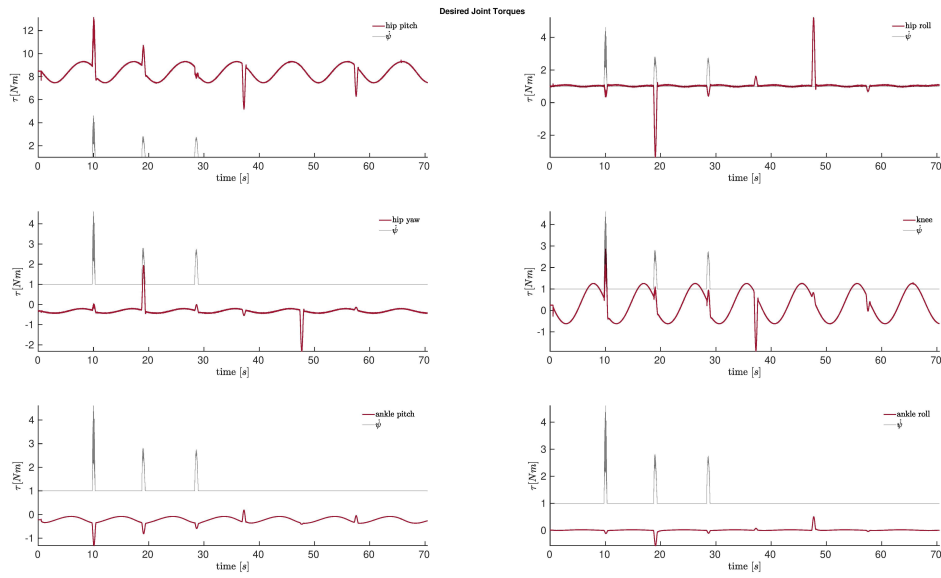 Desired Joint Torques
hip pitch
ψ̇
τ[Nm]
12
10
8
6
4
2
0 10 20 30 40 50 60 70
time [s]
hip roll
ψ̇
τ[Nm]
4
2
0
-2
0 10 20 30 40 50 60 70
time [s]
hip yaw
ψ̇
τ[Nm]
4
3
2
1
0
-1
-2
0 10 20 30 40 50 60 70
time [s]
knee
ψ̇
τ[Nm]
4
3
2
1
0
-1
0 10 20 30 40 50 60 70
time [s]
ankle pitch
ψ̇
τ[Nm]
4
3
2
1
0
-1
0 10 20 30 40 50 60 70
time [s]
ankle roll
ψ̇
τ[Nm]
4
3
2
1
0
0 10 20 30 40 50 60 70
time [s]